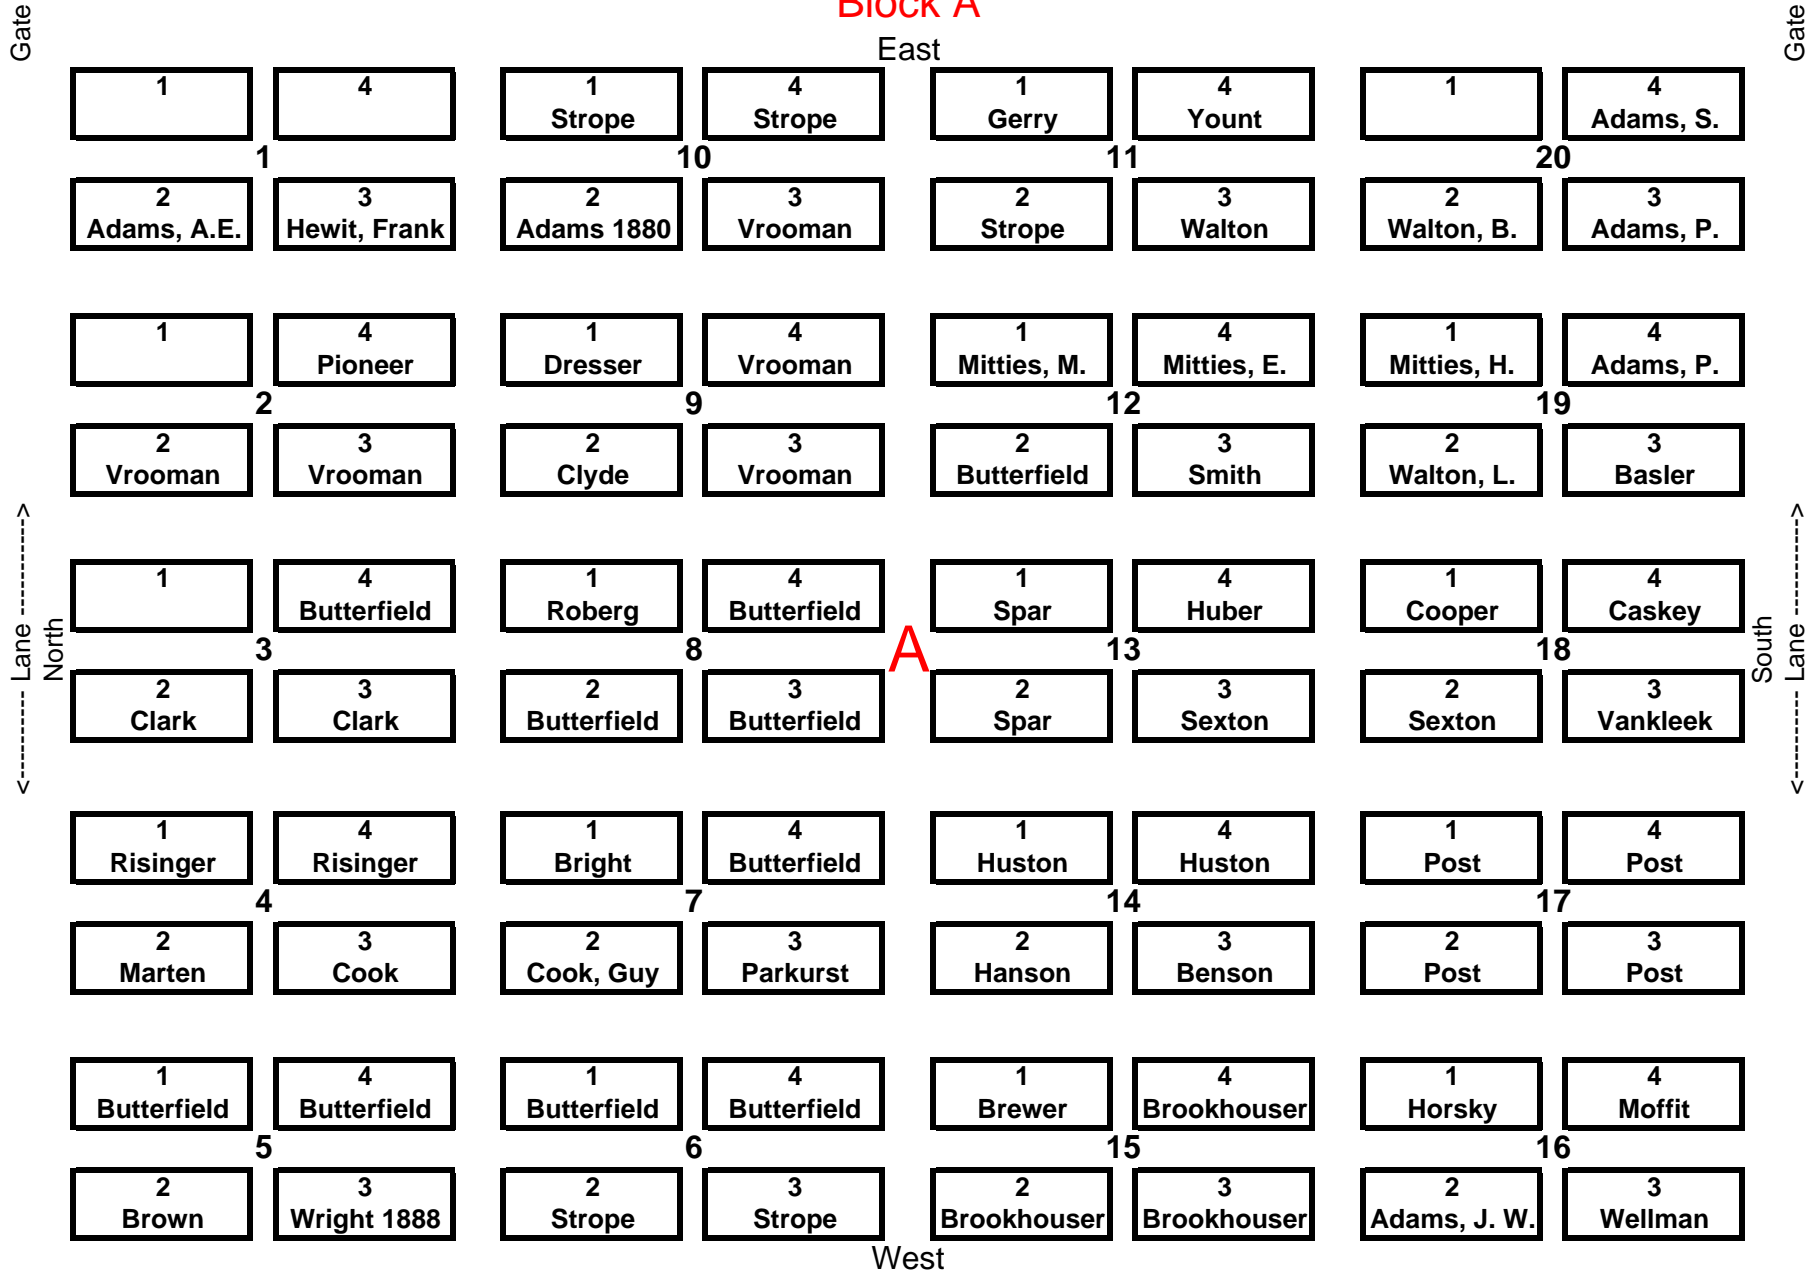 Block A
Gate
East
Gate
1 4 1 4 1 4 1 4
Strope Strope Gerry Yount Adams, S.
1 10 11 20
2 3 2 3 2 3 2 3
Adams, A.E. Hewit, Frank Adams 1880 Vrooman Strope Walton Walton, B. Adams, P.
1 4 1 4 1 4 1 4
Pioneer Dresser Vrooman Mitties, M. Mitties, E. Mitties, H. Adams, P.
2 9 12 19
2 3 2 3 2 3 2 3
Vrooman Vrooman Clyde Vrooman Butterfield Smith Walton, L. Basler
1 4 1 4 1 4 1 4
Butterfield Roberg Butterfield Spar Huber Cooper Caskey
<---------- Lane ---------->
North
3 8 A 13 18
South
<---------- Lane ---------->
2 3 2 3 2 3 2 3
Clark Clark Butterfield Butterfield Spar Sexton Sexton Vankleek
1 4 1 4 1 4 1 4
Risinger Risinger Bright Butterfield Huston Huston Post Post
4 7 14 17
2 3 2 3 2 3 2 3
Marten Cook Cook, Guy Parkurst Hanson Benson Post Post
1 4 1 4 1 4 1 4
Butterfield Butterfield Butterfield Butterfield Brewer Brookhouser Horsky Moffit
5 6 15 16
2 3 2 3 2 3 2 3
Brown Wright 1888 Strope Strope Brookhouser Brookhouser Adams, J. W. Wellman
West